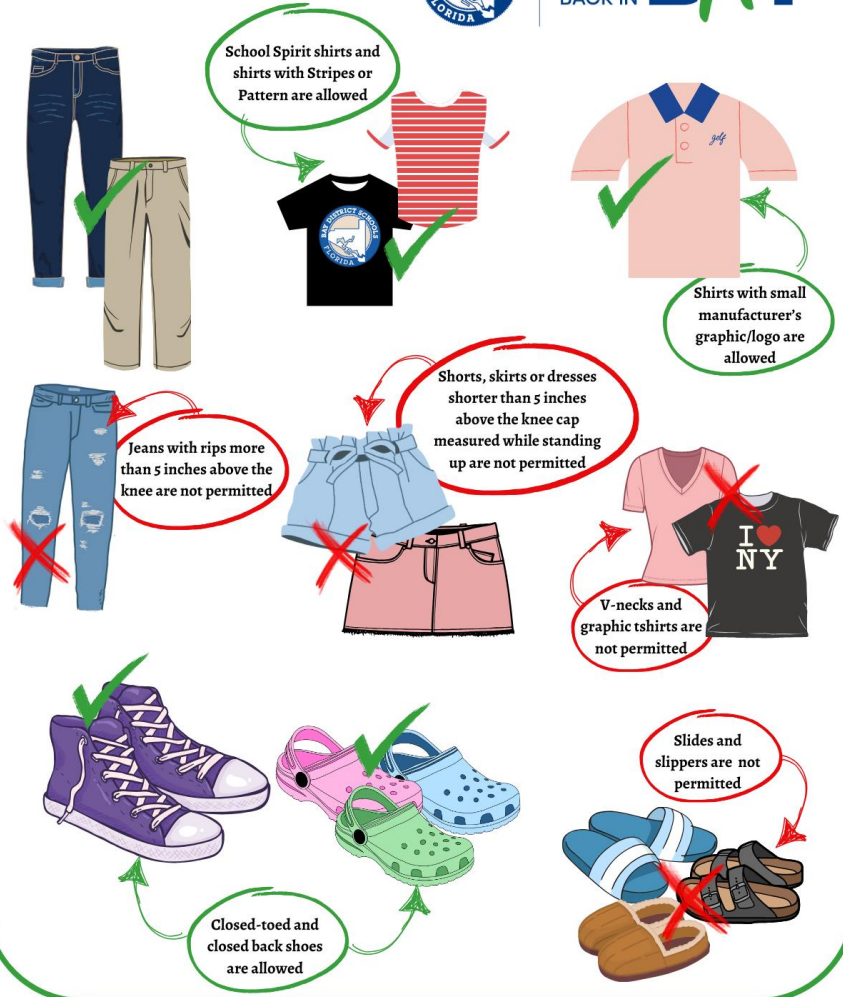 FLORIDA
BACK IN BAY
School Spirit shirts and
shirts with Stripes or
Pattern are allowed
golf
BAY DISTRICT SCHOOLS
FLORIDA
Shirts with small
manufacturer's
graphic/logo are
allowed
Shorts, skirts or dresses
shorter than 5 inches
above the knee cap
measured while standing
up are not permitted
Jeans with rips more
than 5 inches above the
knee are not permitted
I
NY
V-necks and
graphic tshirts are
not permitted
Slides and
slippers are not
permitted
Closed-toed and
closed back shoes
are allowed